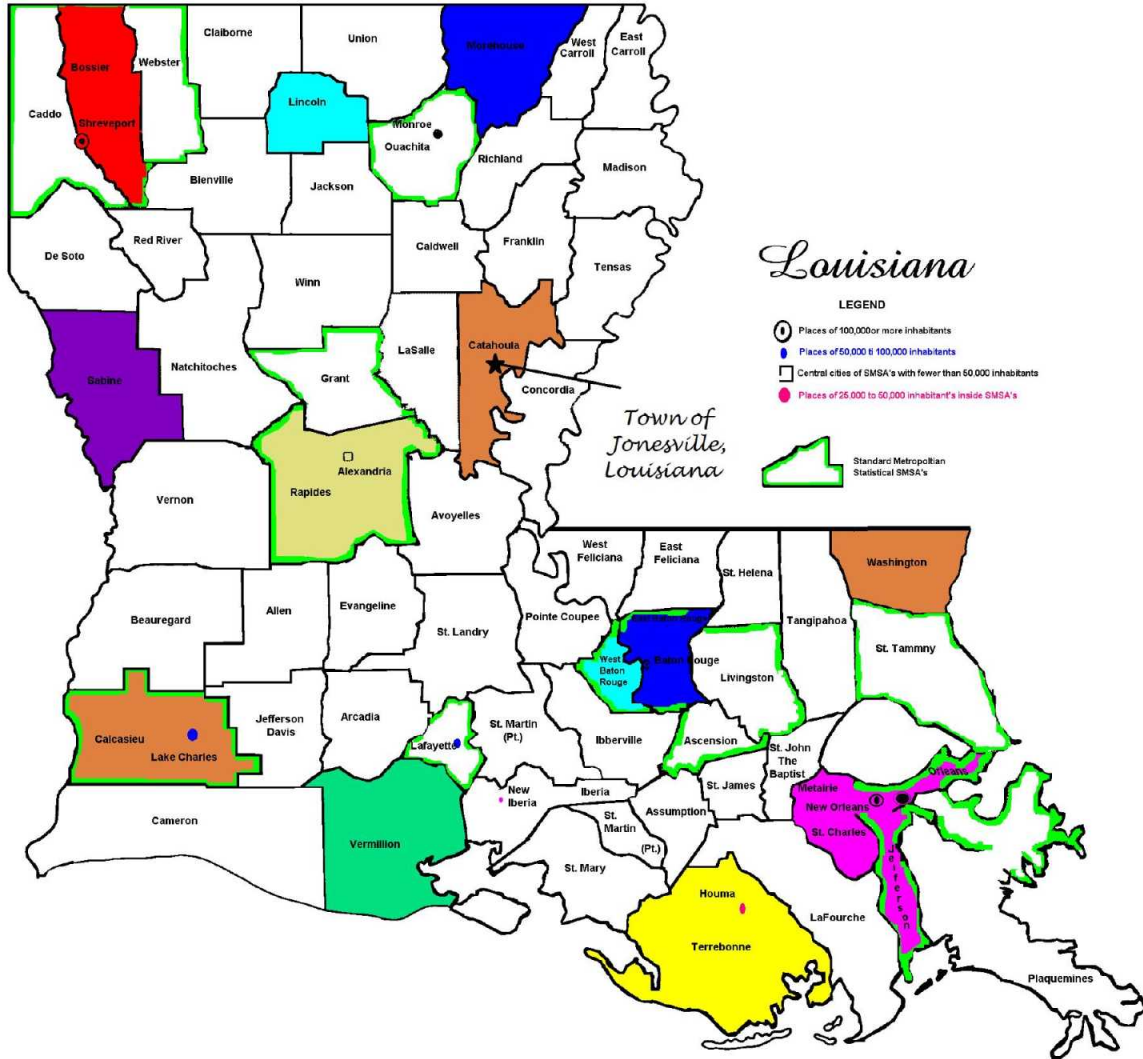 Claiborne
Union
Morehouse
West
Carroll
East
Carroll
Bossier
Webster
Lincoln
Caddo
Shreveport
Monroe
Ouachita
Richland
Madison
Bienville
Jackson
Red River
Caldwell
Franklin
De Soto
Winn
Tensas
Louisiana
LEGEND
Places of 100,000or more inhabitants
Places of 50,000 ti 100,000 inhabitants
Central cities of SMSA's with fewer than 50,000 inhabitants
Places of 25,000 to 50,000 inhabitant's inside SMSA's
Standard Metropoltian
Statistical SMSA's
Catahoula
LaSalle
Natchitoches
Sabine
Grant
Concordia
Town of
Jonesville,
Louisiana
Alexandria
Rapides
Vernon
Avoyelles
West
Feliciana
East
Feliciana
St. Helena
Washington
Beauregard
Allen
Evangeline
St. Landry
Pointe Coupee
Tangipahoa
St. Tammny
West
Baton
Rouge
Baton Rouge
Livingston
Calcasieu
Lake Charles
Jefferson
Davis
Arcadia
Lafayette
St. Martin
(Pt.)
Ibberville
Ascension
St. John
The
Baptist
Orleans
Metairie
New Orleans
St. Charles
Jefferson
Cameron
Vermillion
New
Iberia
Iberia
St.
Martin
(Pt.)
Assumption
St. James
St. Mary
Houma
Terrebonne
LaFourche
Plaquemines